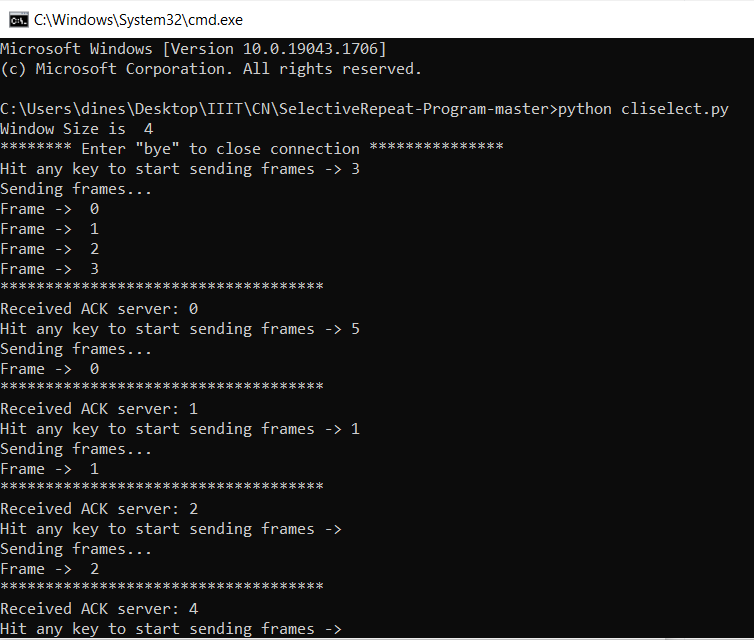 C:\Windows\System32\cmd.exe
Microsoft Windows [Version 10.0.19043.1706]
(c) Microsoft Corporation. All rights reserved.
C:\Users\dines\Desktop\IIIT\CN\SelectiveRepeat-Program-master>python cliselect.py
Window Size is  4
******** Enter "bye" to close connection ***************
Hit any key to start sending frames -> 3
Sending frames...
Frame ->  0
Frame ->  1
Frame ->  2
Frame ->  3
************************************
Received ACK server: 0
Hit any key to start sending frames -> 5
Sending frames...
Frame ->  0
************************************
Received ACK server: 1
Hit any key to start sending frames -> 1
Sending frames...
Frame ->  1
************************************
Received ACK server: 2
Hit any key to start sending frames ->
Sending frames...
Frame ->  2
************************************
Received ACK server: 4
Hit any key to start sending frames ->